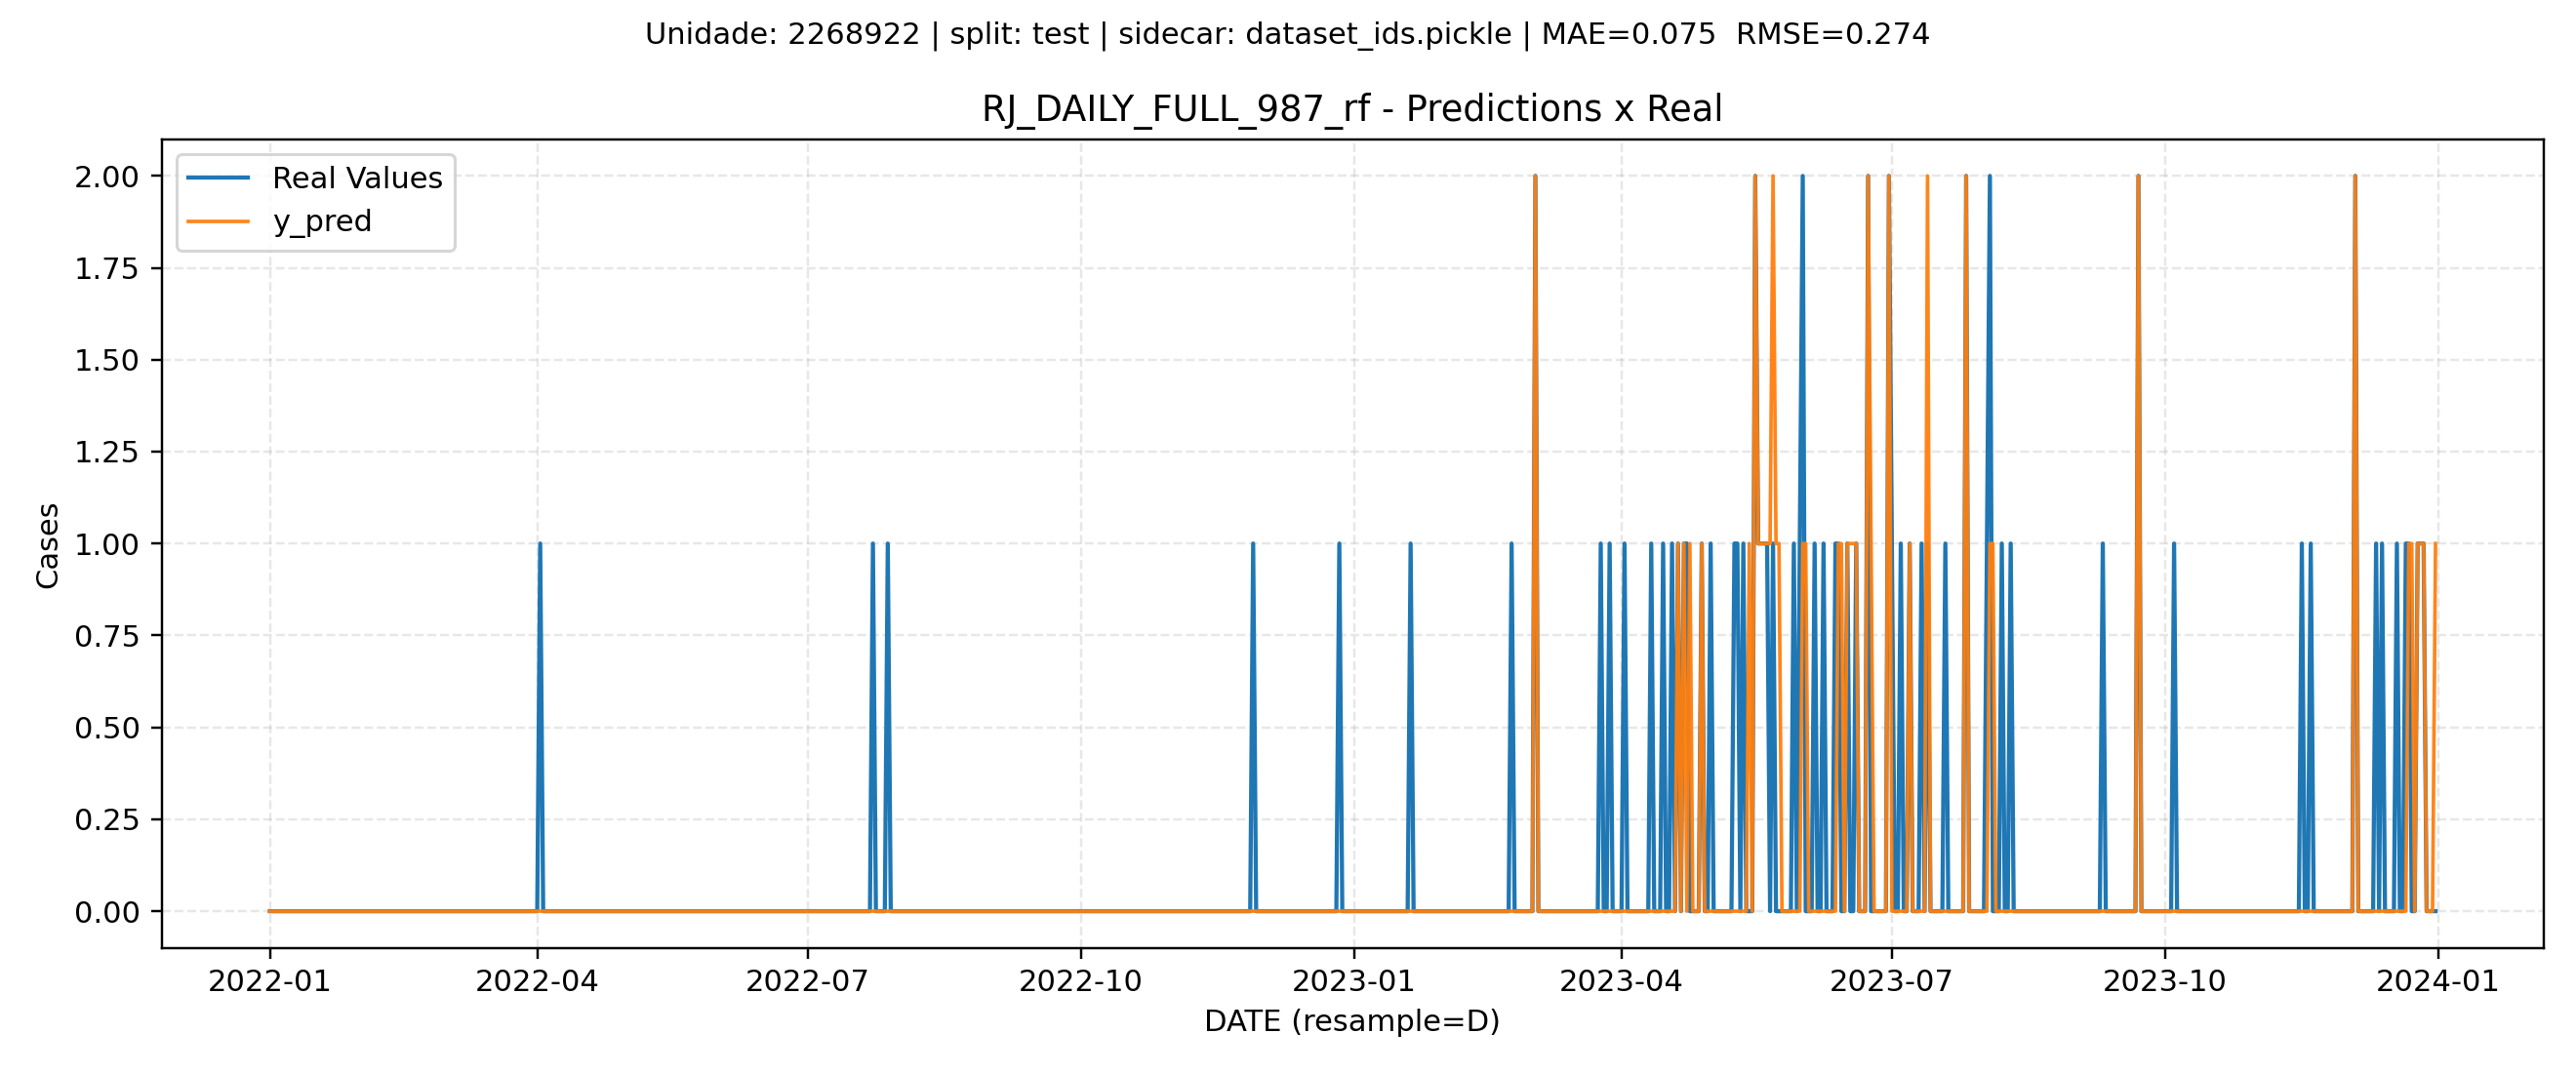 Unidade: 2268922 | split: test | sidecar: dataset_ids.pickle | MAE=0.075  RMSE=0.274
RJ_DAILY_FULL_987_rf - Predictions x Real
Real Values
y_pred
2.00
1.75
1.50
1.25
1.00
0.75
0.50
0.25
0.00
Cases
2022-01 2022-04 2022-07 2022-10 2023-01 2023-04 2023-07 2023-10 2024-01
DATE (resample=D)